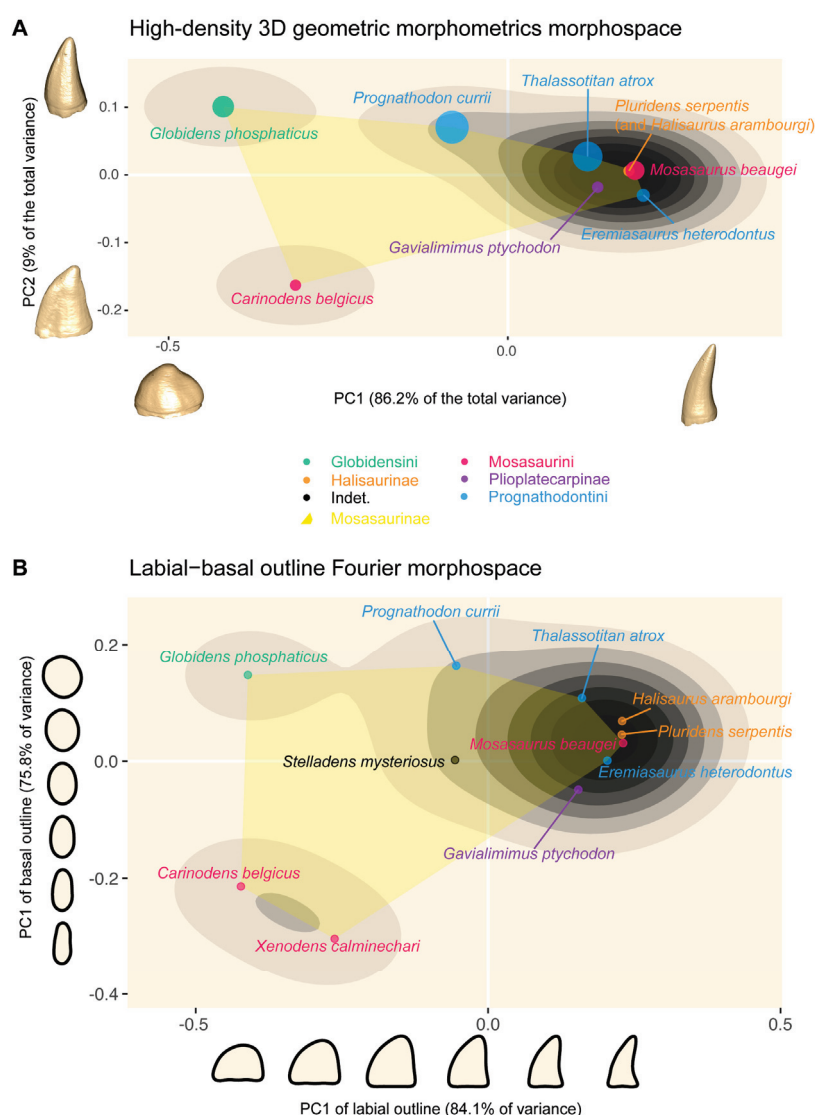 A
High-density 3D geometric morphometrics morphospace
Thalassotitan atrox
Prognathodon currii
Pluridens serpentis
(and Halisaurus arambourgi)
Globidens phosphaticus
Mosassurus beaugei
Gavialimimus ptychodon
Eremiasaurus heterodontus
Carinodens belgicus
PC2 (9% of the total variance)
0.1
0.0
-0.1
-0.2
-0.5
0.0
PC1 (86.2% of the total variance)
Globidensini
Mosasaurini
Halisaurinae
Plioplatecarpinae
Indet.
Prognathodontini
Mosasaurinae
B
Labial–basal outline Fourier morphospace
Prognathodon currii
Thalassotitan atrox
Globidens phosphaticus
Halisaurus arambourgi
Pluridens serpentis
Mosassurus beaugei
Stelladens mysteriosus
Eremiasaurus heterodontus
Gavialimimus ptychodon
Carinodens belgicus
Xenodens calminechari
PC1 of basal outline (75.8% of variance)
0.2
0.0
-0.2
-0.4
-0.5
0.0
0.5
PC1 of labial outline (84.1% of variance)